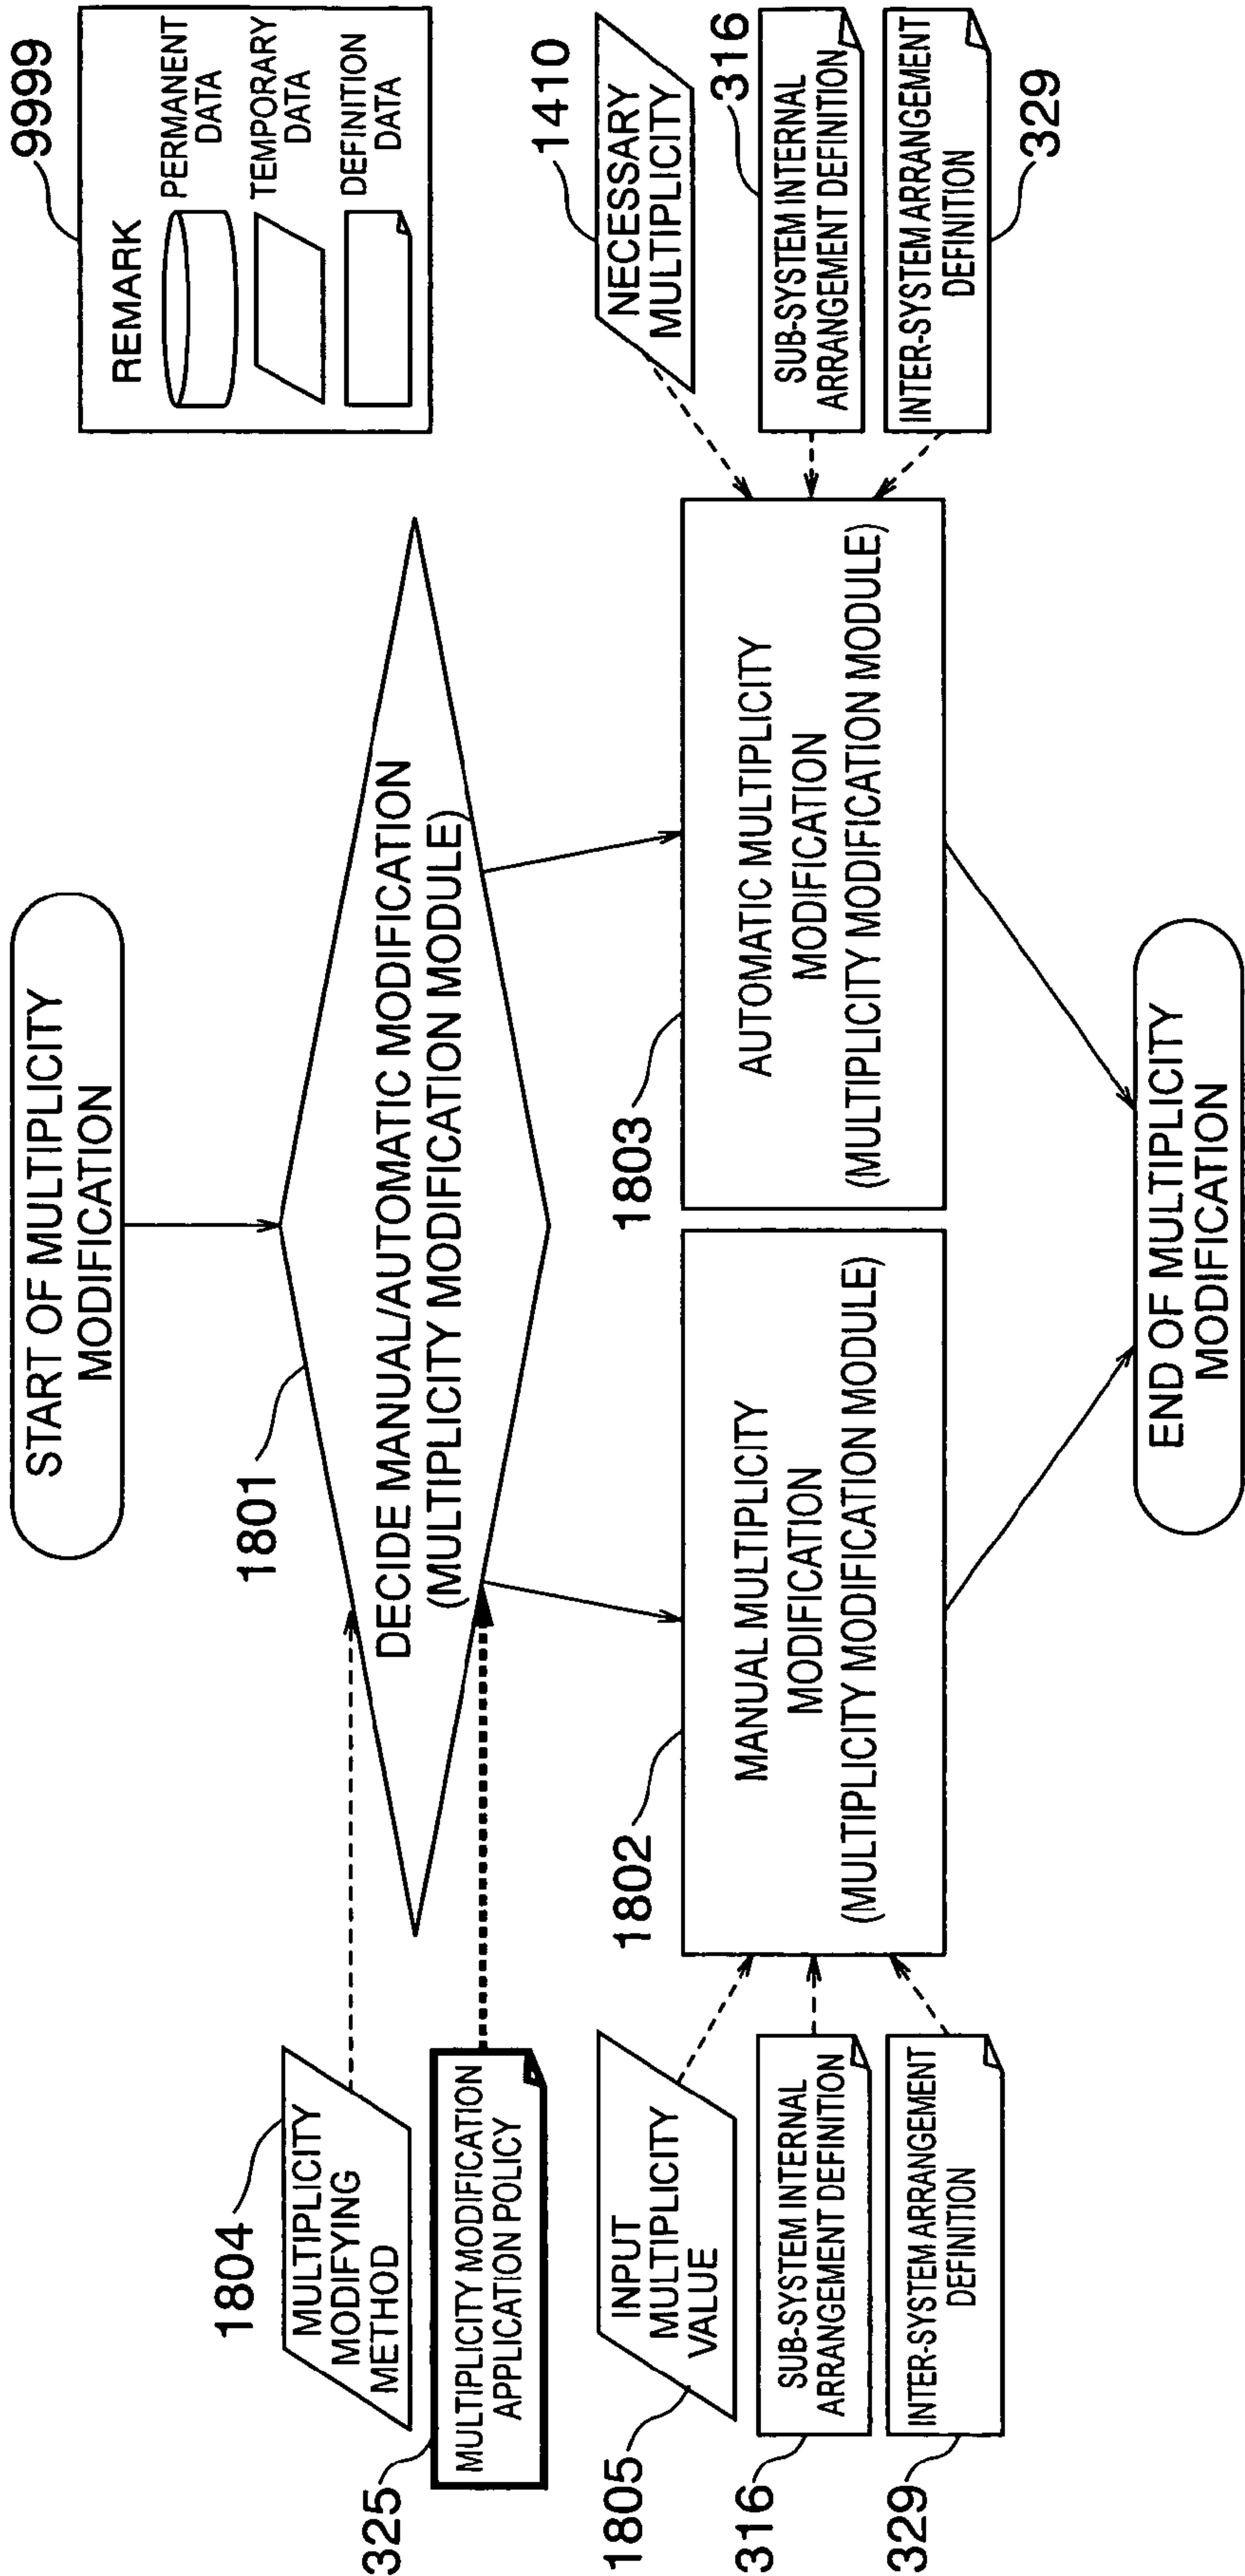 START OF MULTIPLICITY
MODIFICATION
9999
REMARK
PERMANENT
DATA
TEMPORARY
DATA
DEFINITION
DATA
1804
MULTIPLICITY
MODIFYING
METHOD
325
MULTIPLICITY MODIFICATION
APPLICATION POLICY
1801
DECIDE MANUAL/AUTOMATIC MODIFICATION
(MULTIPLICITY MODIFICATION MODULE)
1805
INPUT
MULTIPLICITY
VALUE
316
SUB-SYSTEM INTERNAL
ARRANGEMENT DEFINITION
329
INTER-SYSTEM ARRANGEMENT
DEFINITION
1802
MANUAL MULTIPLICITY
MODIFICATION
(MULTIPLICITY MODIFICATION MODULE)
1803
AUTOMATIC MULTIPLICITY
MODIFICATION
(MULTIPLICITY MODIFICATION MODULE)
1410
NECESSARY
MULTIPLICITY
316
SUB-SYSTEM INTERNAL
ARRANGEMENT DEFINITION
INTER-SYSTEM ARRANGEMENT
DEFINITION
329
END OF MULTIPLICITY
MODIFICATION